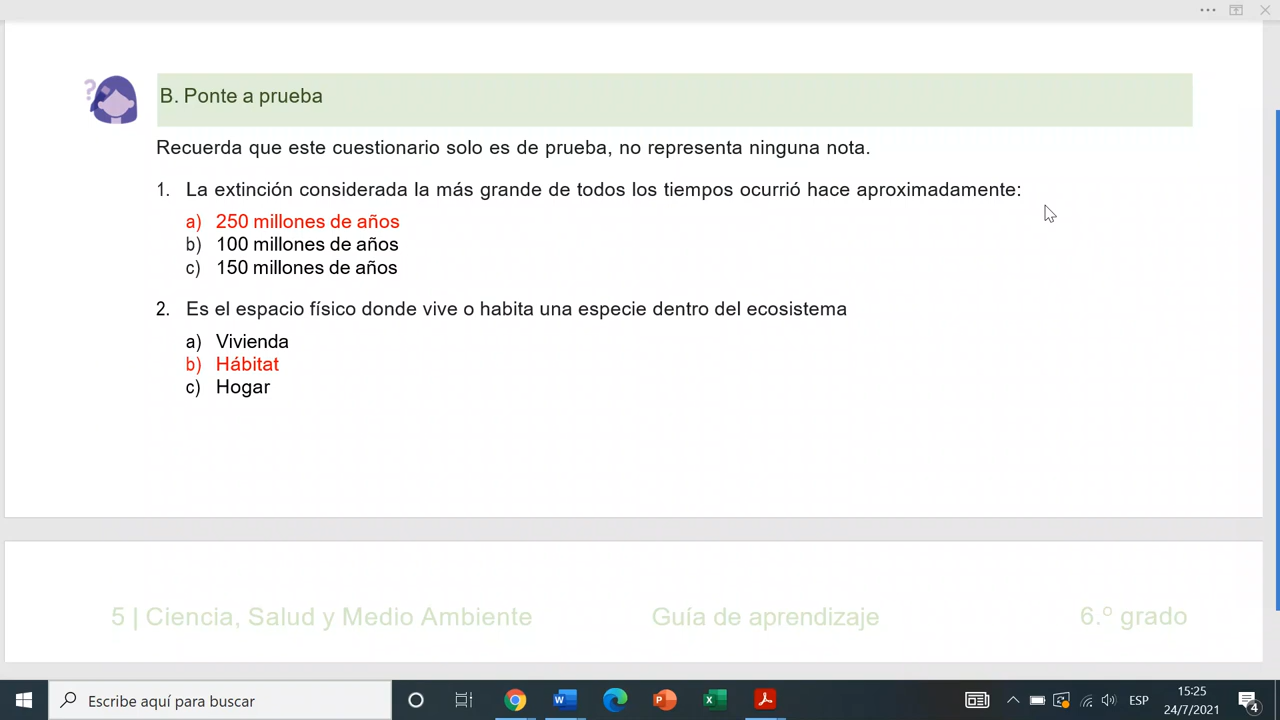 B. Ponte a prueba
Recuerda que este cuestionario solo es de prueba, no representa ninguna nota.
1. La extinción considerada la más grande de todos los tiempos ocurrió hace aproximadamente:
a) 250 millones de años
b) 100 millones de años
c) 150 millones de años
2. Es el espacio físico donde vive o habita una especie dentro del ecosistema
a) Vivienda
b) Hábitat
c) Hogar
5 | Ciencia, Salud y Medio Ambiente Guía de aprendizaje 6.º grado
Escribe aquí para buscar
ESP
15:25
24/7/2021
4